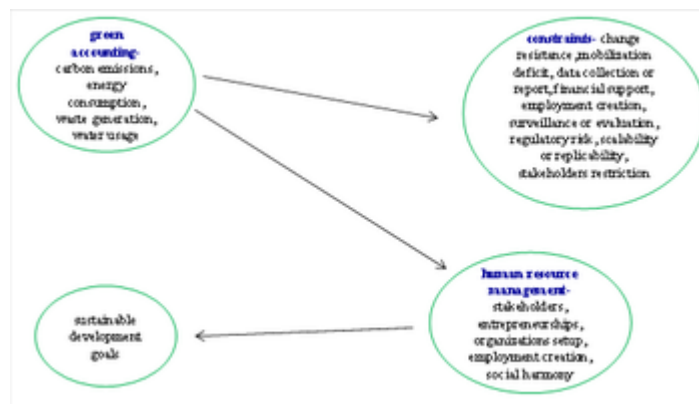 green
accounting-
carbon emissions,
energy
consumption,
waste generation,
water usage
constraints- change
resistance ,mobilization
deficit, data collection or
report,financial support,
employment creation,
surveillance or evaluation,
regulatory risk, scalability
or replicability,
stakeholders restriction
human resource
management-
stakeholders,
entrepreneurships,
organizations setup,
employment creation,
social harmony
sustainable
development
goals